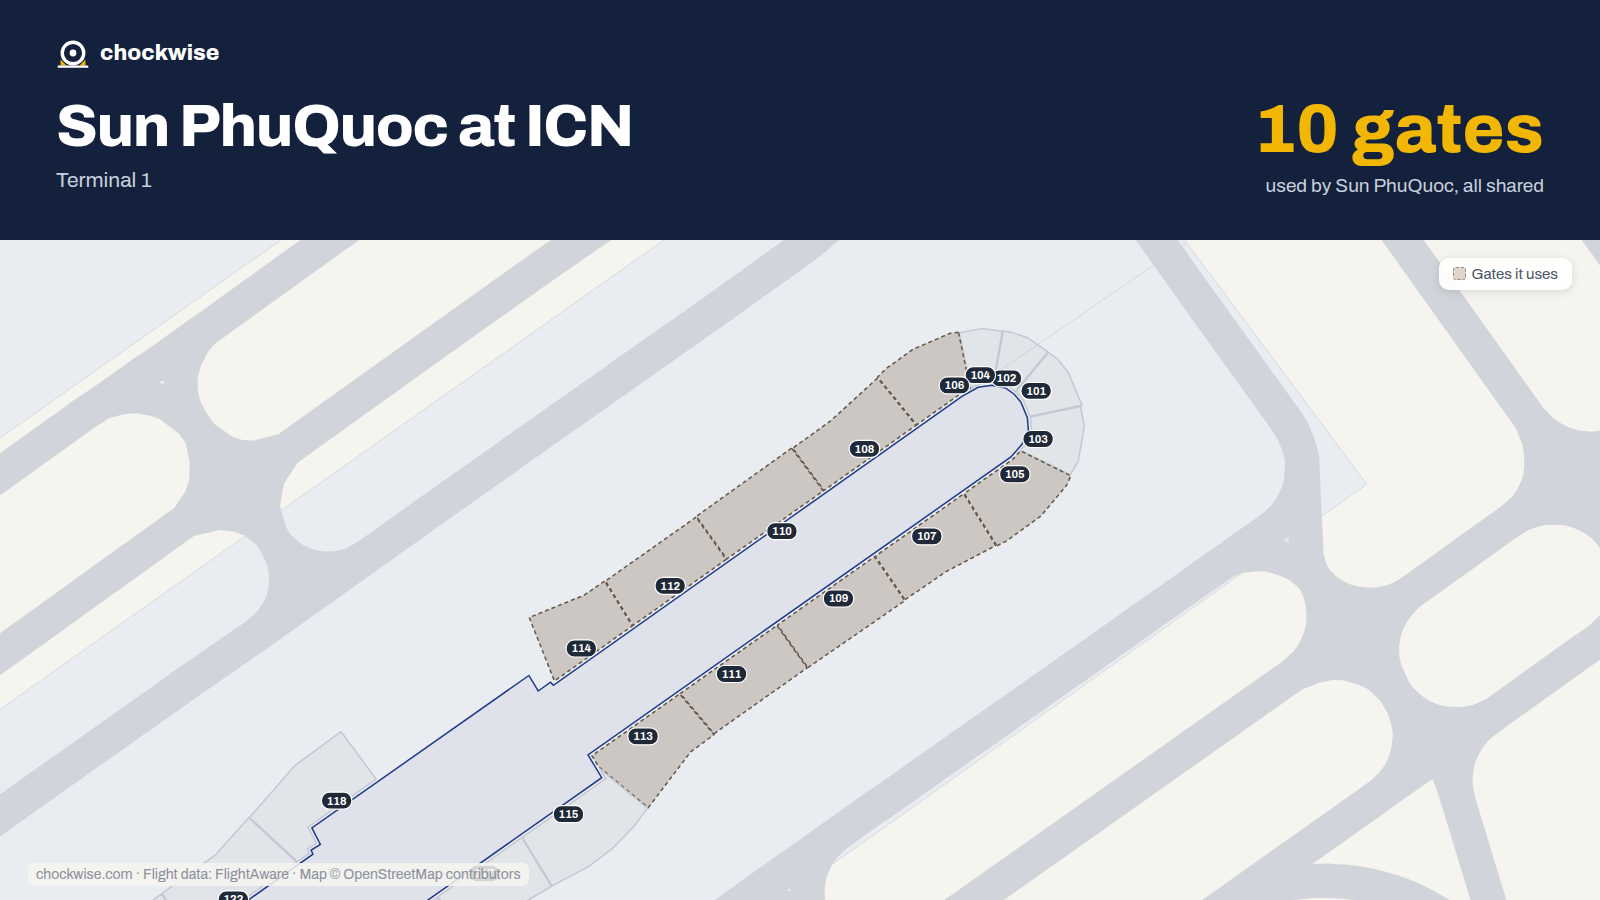 chockwise
Sun PhuQuoc at ICN
Terminal 1
10 gates
used by Sun PhuQuoc, all shared
Gates it uses
104
102
106
101
103
108
105
110
107
112
109
114
111
113
118
115
chockwise.com · Flight data: FlightAware · Map © OpenStreetMap contributors